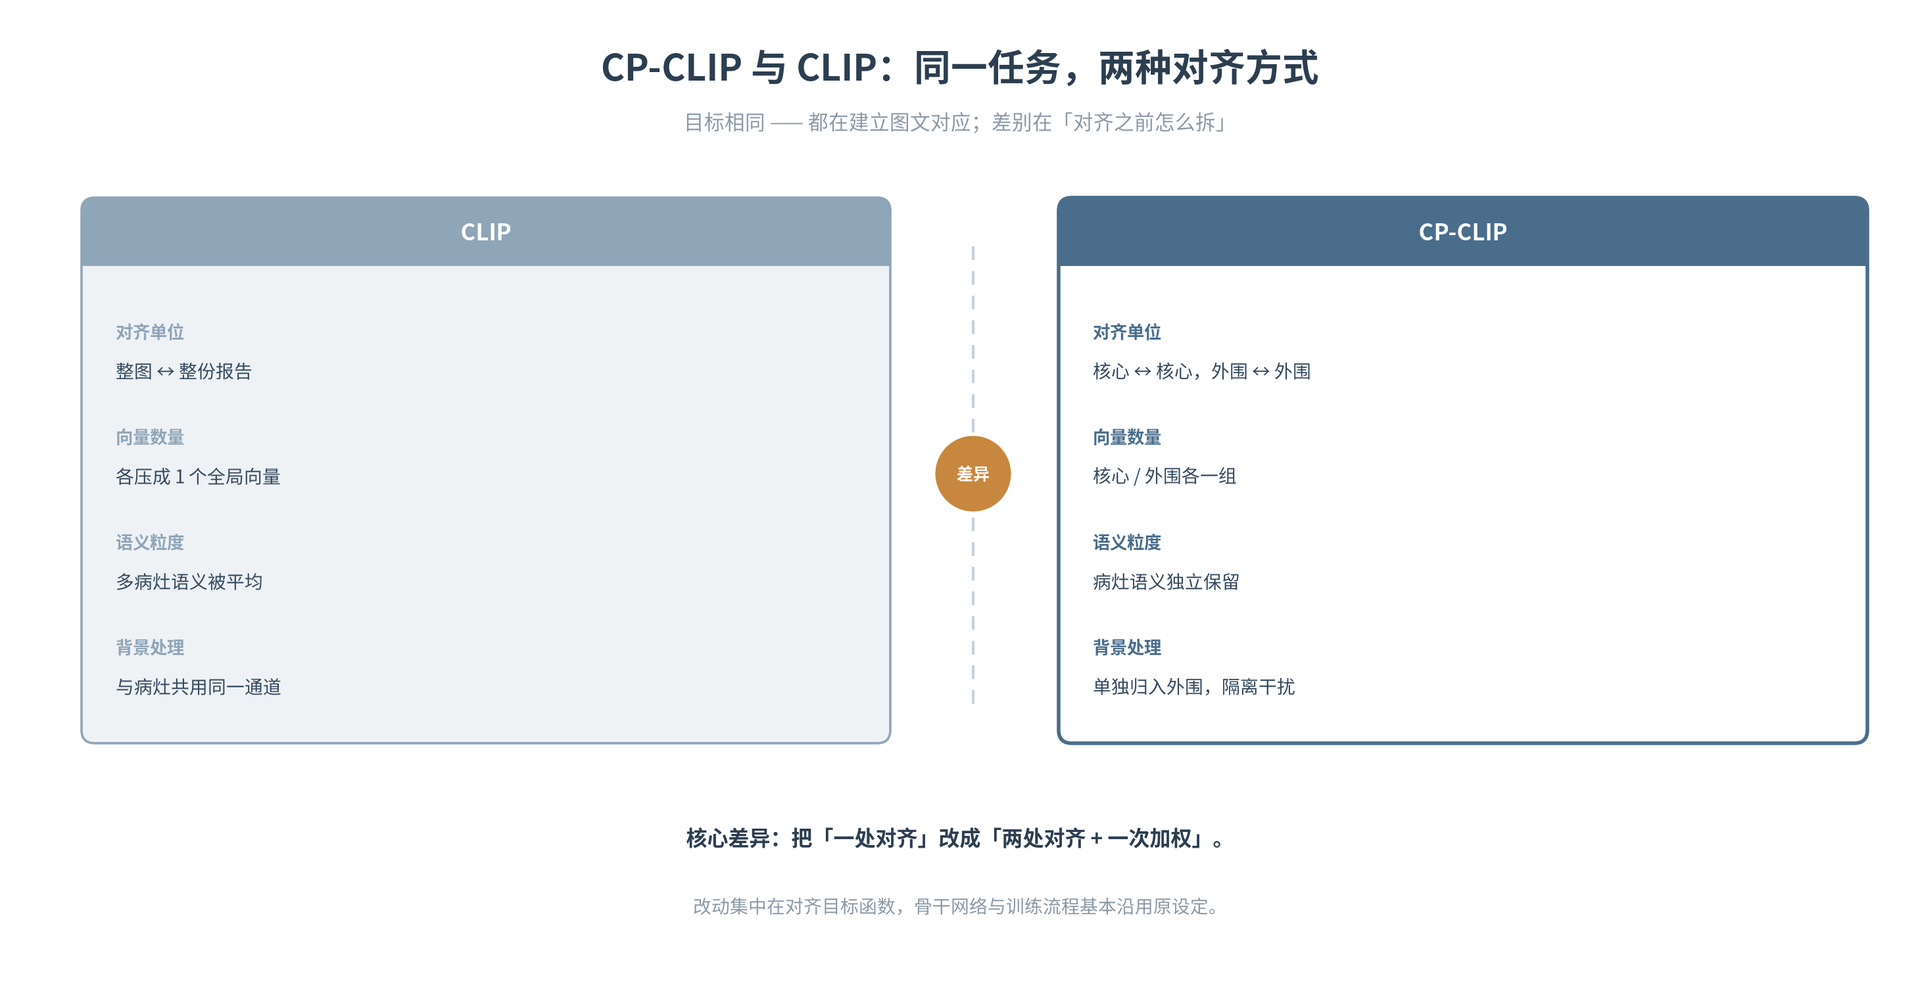 CP-CLIP 与 CLIP：同一任务，两种对齐方式
目标相同 —— 都在建立图文对应；差别在「对齐之前怎么拆」
CLIP
对齐单位
整图 ↔ 整份报告
向量数量
各压成 1 个全局向量
语义粒度
多病灶语义被平均
背景处理
与病灶共用同一通道
差异
CP-CLIP
对齐单位
核心 ↔ 核心，外围 ↔ 外围
向量数量
核心 / 外围各一组
语义粒度
病灶语义独立保留
背景处理
单独归入外围，隔离干扰
核心差异：把「一处对齐」改成「两处对齐 + 一次加权」。
改动集中在对齐目标函数，骨干网络与训练流程基本沿用原设定。